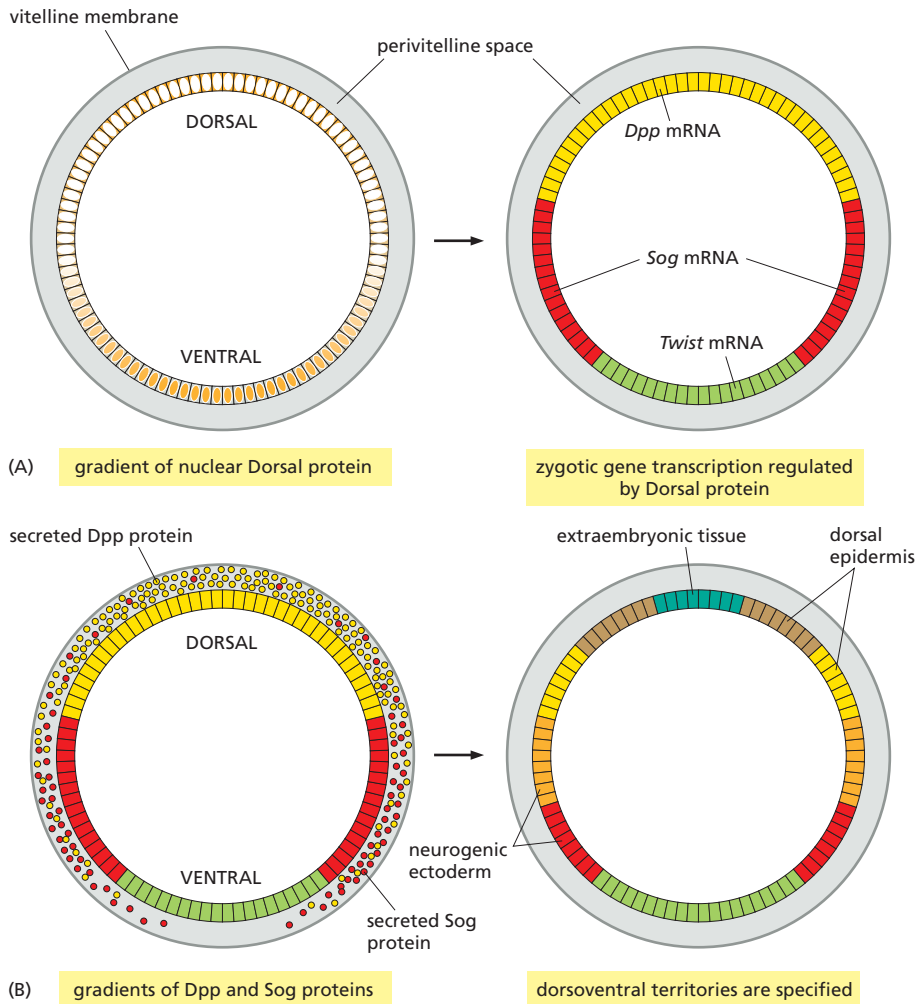 vitelline membrane
perivitelline space
DORSAL
Dpp mRNA
Sog mRNA
VENTRAL
Twist mRNA
(A)
gradient of nuclear Dorsal protein
zygotic gene transcription regulated
by Dorsal protein
secreted Dpp protein
extraembryonic tissue
dorsal
epidermis
DORSAL
neurogenic
ectoderm
VENTRAL
secreted Sog
protein
(B)
gradients of Dpp and Sog proteins
dorsoventral territories are specified